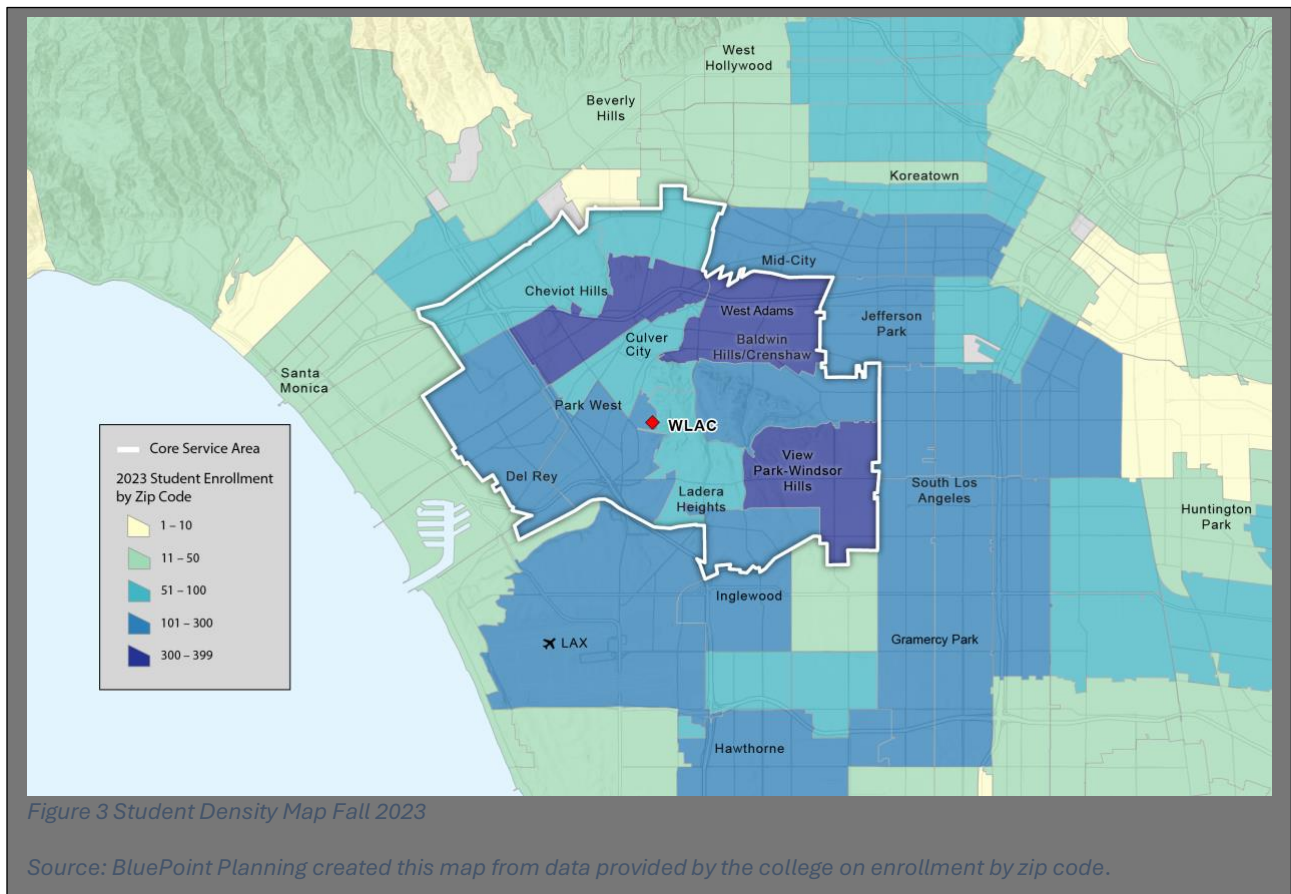 West
Hollywood
Beverly
Hills
Koreatown
Mid-City
Cheviot Hills
West Adams
Jefferson
Park
Culver
City
Baldwin
Hills/Crenshaw
Santa
Monica
Park West
WLAC
View
Park-Windsor
Hills
Del Rey
South Los
Angeles
Ladera
Heights
Huntington
Park
Core Service Area
2023 Student Enrollment
by Zip Code
1 – 10
11 – 50
51 – 100
101 – 300
300 – 399
Inglewood
LAX
Gramercy Park
Hawthorne
Figure 3 Student Density Map Fall 2023
Source: BluePoint Planning created this map from data provided by the college on enrollment by zip code.